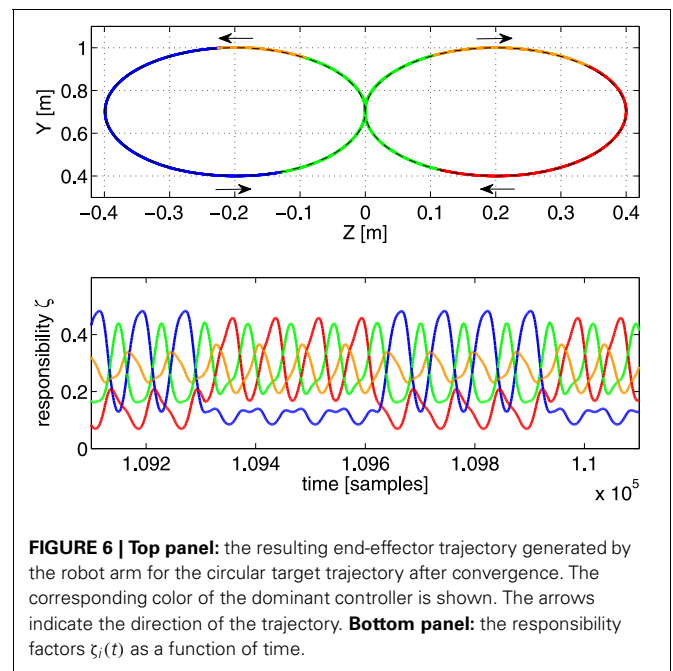 1
0.8
0.6
0.4
Y [m]
−0.4 −0.3 −0.2 −0.1 0 0.1 0.2 0.3 0.4
Z [m]
0.4
0.2
0
responsibility ζ
1.092 1.094 1.096 1.098 1.1
time [samples]
x 10^5
FIGURE 6 | Top panel: the resulting end-effector trajectory generated by
the robot arm for the circular target trajectory after convergence. The
corresponding color of the dominant controller is shown. The arrows
indicate the direction of the trajectory. Bottom panel: the responsibility
factors ζi(t) as a function of time.